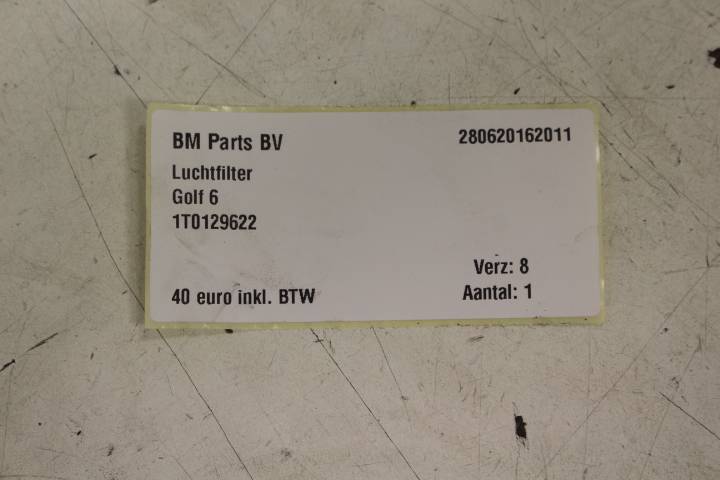 BM Parts BV
280620162011
Luchtfilter
Golf 6
1T0129622
Verz: 8
40 euro inkl. BTW
Aantal: 1